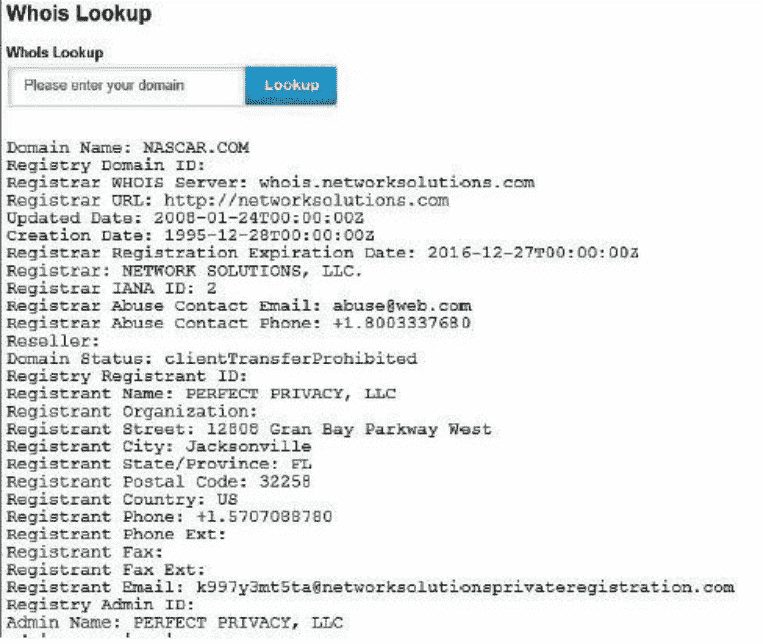 Whois Lookup
WhoIs Lookup
Please enter your domain
Lookup
Domain Name: NASCAR.COM
Registry Domain ID:
Registrar WHOIS Server: whois.networksolutions.com
Registrar URL: http://networksolutions.com
Updated Date: 2008-01-24T00:00:00Z
Creation Date: 1995-12-28T00:00:00Z
Registrar Registration Expiration Date: 2016-12-27T00:00:00Z
Registrar: NETWORK SOLUTIONS, LLC.
Registrar IANA ID: 2
Registrar Abuse Contact Email: abuse@web.com
Registrar Abuse Contact Phone: +1.8003337680
Reseller:
Domain Status: clientTransferProhibited
Registry Registrant ID:
Registrant Name: PERFECT PRIVACY, LLC
Registrant Organization:
Registrant Street: 12808 Gran Bay Parkway West
Registrant City: Jacksonville
Registrant State/Province: FL
Registrant Postal Code: 32258
Registrant Country: US
Registrant Phone: +1.5707088780
Registrant Phone Ext:
Registrant Fax:
Registrant Fax Ext:
Registrant Email: k997y3mt5ta@networksolutionsprivateregistration.com
Registry Admin ID:
Admin Name: PERFECT PRIVACY, LLC